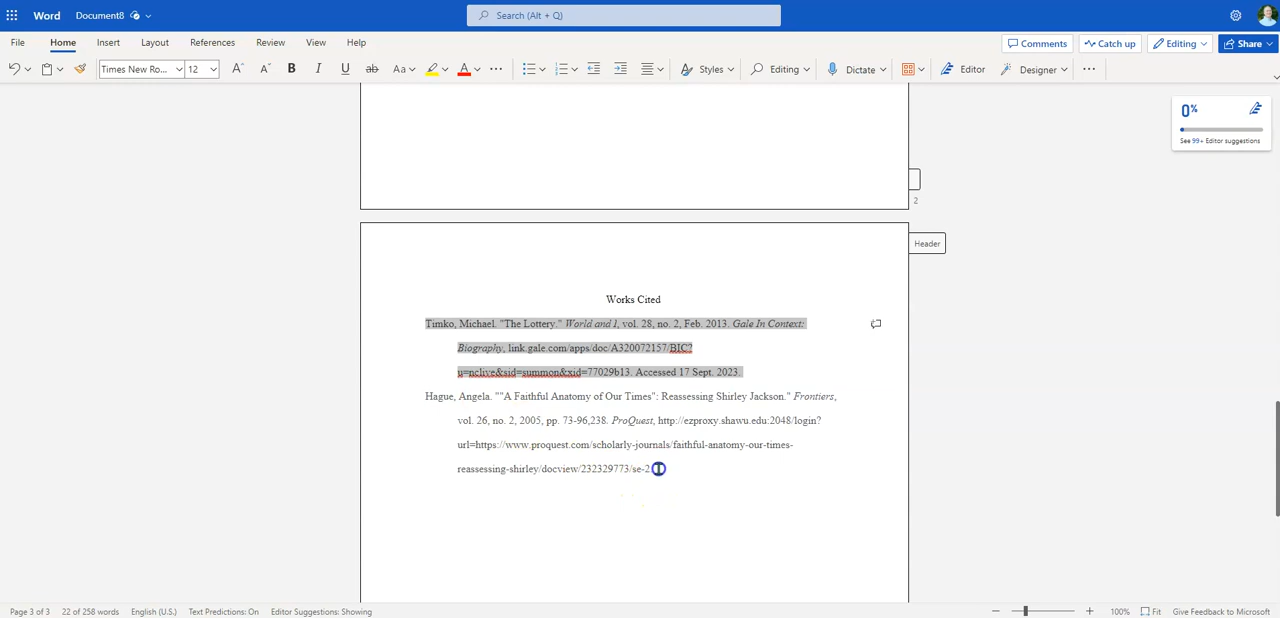 Word Document8 Search (Alt + Q)
File Home Insert Layout References Review View Help Comments Catch up Editing Share
Times New Ro... 12 A A B I U ab Aa A Styles Editing Dictate Editor Designer
0%
See 99+ Editor suggestions
2
Header
Works Cited
Timko, Michael. "The Lottery." World and I, vol. 28, no. 2, Feb. 2013. Gale In Context:
Biography, link.gale.com/apps/doc/A320072157/BIC?
u=nclive&sid=summon&xid=77029b13. Accessed 17 Sept. 2023.
Hague, Angela. ""A Faithful Anatomy of Our Times": Reassessing Shirley Jackson." Frontiers,
vol. 26, no. 2, 2005, pp. 73-96,238. ProQuest, http://ezproxy.shawu.edu:2048/login?
url=https://www.proquest.com/scholarly-journals/faithful-anatomy-our-times-
reassessing-shirley/docview/232329773/se-2
Page 3 of 3 22 of 258 words English (U.S.) Text Predictions: On Editor Suggestions: Showing 100% Fit Give Feedback to Microsoft